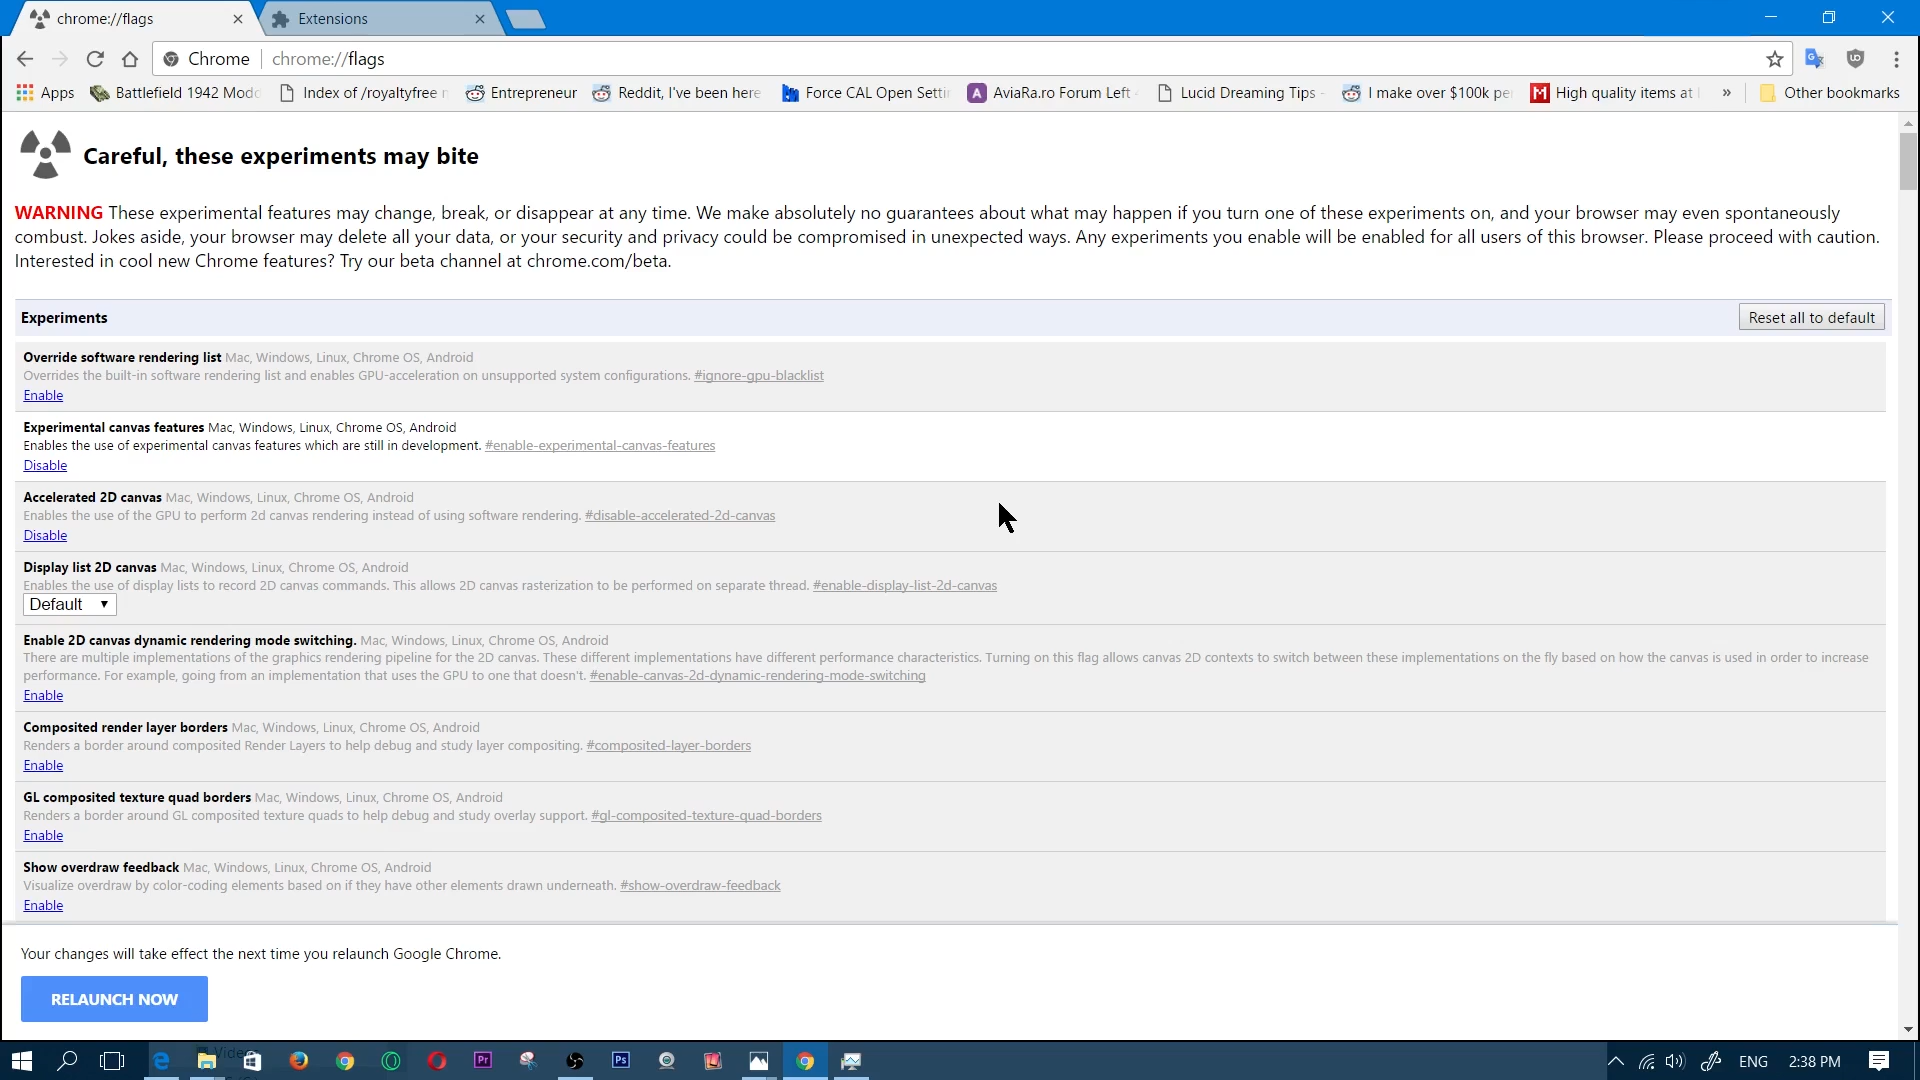 chrome://flags
Extensions
Chrome chrome://flags
Apps Battlefield 1942 Modd Index of /royaltyfree Entrepreneur Reddit, I've been here Force CAL Open Settin AviaRa.ro Forum Left Lucid Dreaming Tips I make over $100k pe High quality items at » Other bookmarks
Careful, these experiments may bite
WARNING These experimental features may change, break, or disappear at any time. We make absolutely no guarantees about what may happen if you turn one of these experiments on, and your browser may even spontaneously
combust. Jokes aside, your browser may delete all your data, or your security and privacy could be compromised in unexpected ways. Any experiments you enable will be enabled for all users of this browser. Please proceed with caution.
Interested in cool new Chrome features? Try our beta channel at chrome.com/beta.
Experiments Reset all to default
Override software rendering list Mac, Windows, Linux, Chrome OS, Android
Overrides the built-in software rendering list and enables GPU-acceleration on unsupported system configurations. #ignore-gpu-blacklist
Enable
Experimental canvas features Mac, Windows, Linux, Chrome OS, Android
Enables the use of experimental canvas features which are still in development. #enable-experimental-canvas-features
Disable
Accelerated 2D canvas Mac, Windows, Linux, Chrome OS, Android
Enables the use of the GPU to perform 2d canvas rendering instead of using software rendering. #disable-accelerated-2d-canvas
Disable
Display list 2D canvas Mac, Windows, Linux, Chrome OS, Android
Enables the use of display lists to record 2D canvas commands. This allows 2D canvas rasterization to be performed on separate thread. #enable-display-list-2d-canvas
Default
Enable 2D canvas dynamic rendering mode switching. Mac, Windows, Linux, Chrome OS, Android
There are multiple implementations of the graphics rendering pipeline for the 2D canvas. These different implementations have different performance characteristics. Turning on this flag allows canvas 2D contexts to switch between these implementations on the fly based on how the canvas is used in order to increase
performance. For example, going from an implementation that uses the GPU to one that doesn't. #enable-canvas-2d-dynamic-rendering-mode-switching
Enable
Composited render layer borders Mac, Windows, Linux, Chrome OS, Android
Renders a border around composited Render Layers to help debug and study layer compositing. #composited-layer-borders
Enable
GL composited texture quad borders Mac, Windows, Linux, Chrome OS, Android
Renders a border around GL composited texture quads to help debug and study overlay support. #gl-composited-texture-quad-borders
Enable
Show overdraw feedback Mac, Windows, Linux, Chrome OS, Android
Visualize overdraw by color-coding elements based on if they have other elements drawn underneath. #show-overdraw-feedback
Enable
Your changes will take effect the next time you relaunch Google Chrome.
RELAUNCH NOW
Pr Ps ENG 2:38 PM